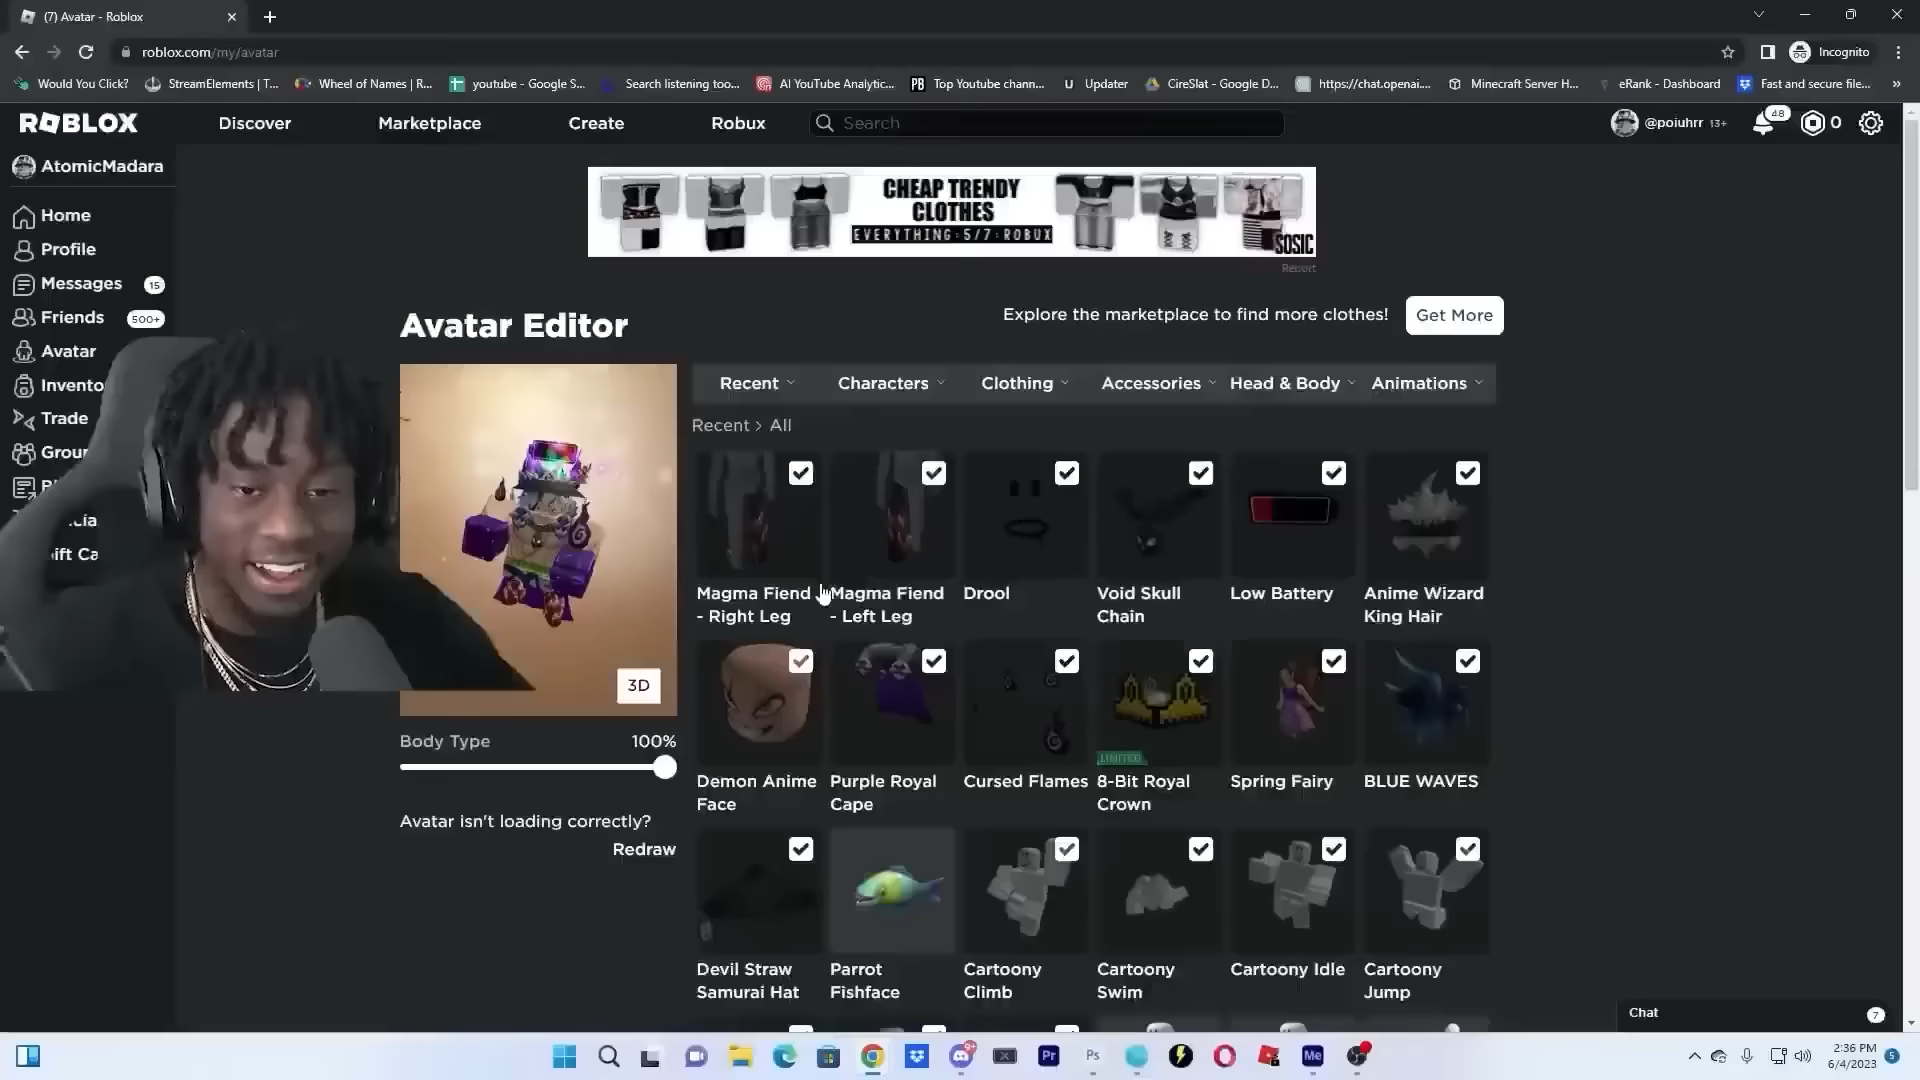 (7) Avatar - Roblox
roblox.com/my/avatar
Incognito
Would You Click?
StreamElements | T...
Wheel of Names | R...
youtube - Google S...
Search listening too...
AI YouTube Analytic...
PB
Top Youtube chann...
U
Updater
CireSlat - Google D...
https://chat.openai....
Minecraft Server H...
eRank - Dashboard
Fast and secure file...
ROBLOX
Discover
Marketplace
Create
Robux
Search
@poiuhrr 13+
48
0
AtomicMadara
Home
Profile
Messages
15
Friends
500+
Avatar
Invento
Trade
Grou
CHEAP TRENDY
CLOTHES
EVERYTHING:5/7:ROBUX
SOSIC
Report
Avatar Editor
Explore the marketplace to find more clothes!
Get More
3D
Body Type
100%
Avatar isn't loading correctly?
Redraw
Recent
Characters
Clothing
Accessories
Head & Body
Animations
Recent > All
Magma Fiend
- Right Leg
Magma Fiend
- Left Leg
Drool
Void Skull
Chain
Low Battery
Anime Wizard
King Hair
Demon Anime
Face
Purple Royal
Cape
Cursed Flames
LIMITED
8-Bit Royal
Crown
Spring Fairy
BLUE WAVES
Devil Straw
Samurai Hat
Parrot
Fishface
Cartoony
Climb
Cartoony
Swim
Cartoony Idle
Cartoony
Jump
Chat
7
9+
Pr
Ps
Me
2:36 PM
6/4/2023
5